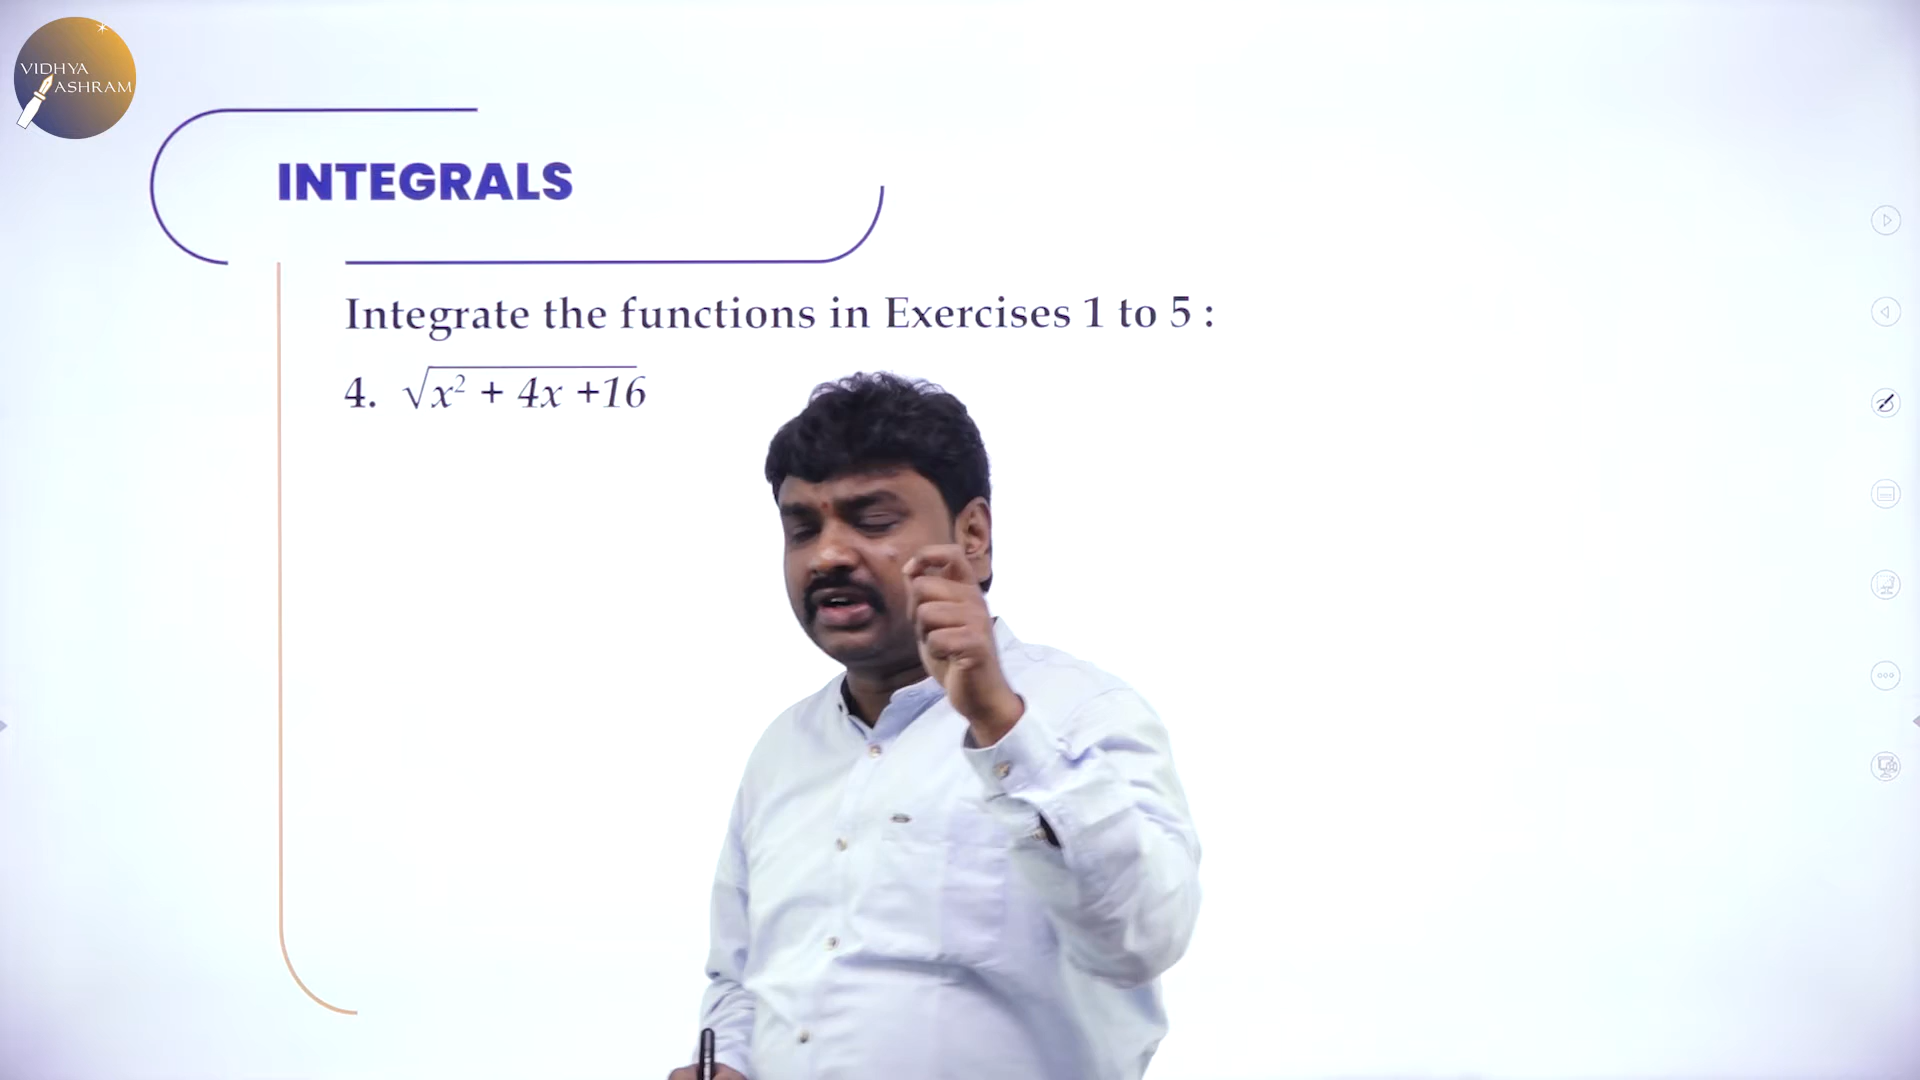 VIDHYA
ASHRAM
INTEGRALS
Integrate the functions in Exercises 1 to 5 :
4. √x² + 4x +16